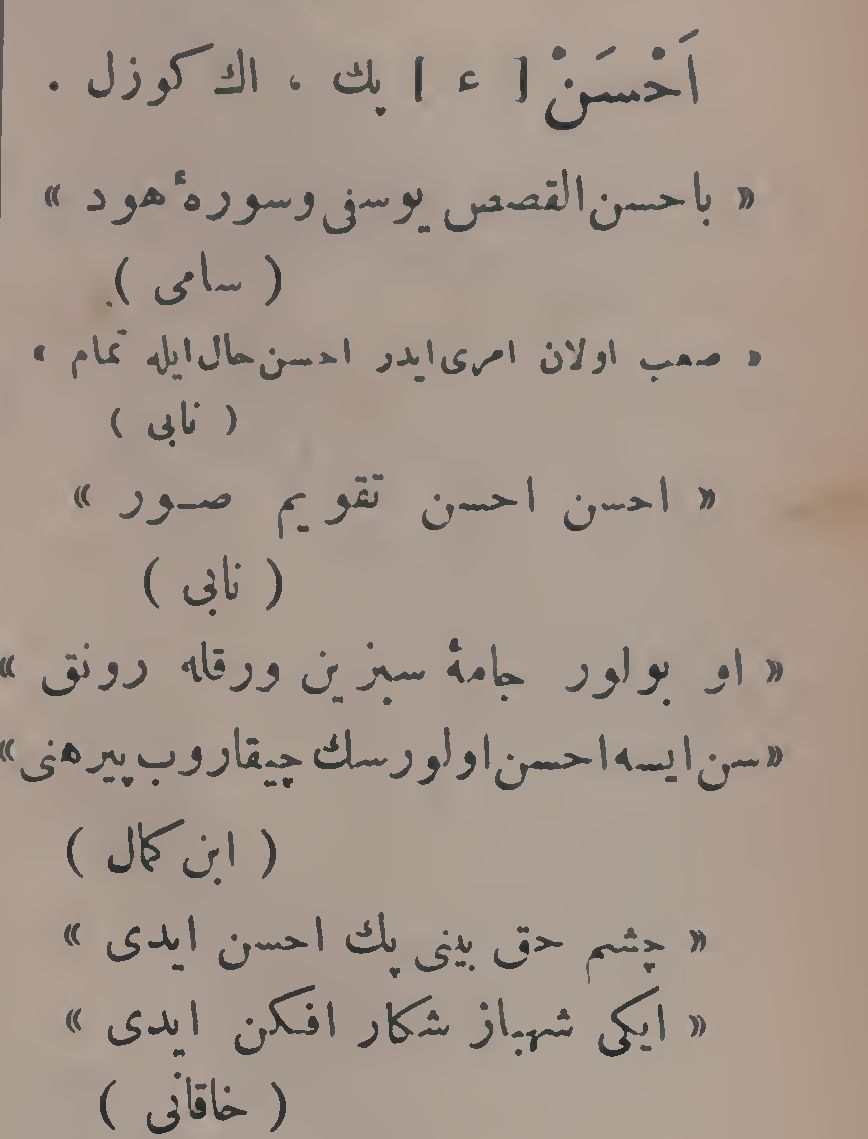 اَحْسَنْ [ ع ] پك ، اك كوزل .
« باحسن القصص يوسفى وسورهٔ هود »
( سامى )
« صعب اولان امرى ايدر احسن حال ايله تمام »
( نابى )
« احسن احسن تقويم صور »
( نابى )
« او بولور جامهٔ سبزين ورقله رونق »
«سن ايسه احسن اولورسك چيقاروب پيرهنى»
( ابن كمال )
« چشم حق بينى پك احسن ايدى »
« ايكى شهباز شكار افكن ايدى »
( خاقانى )